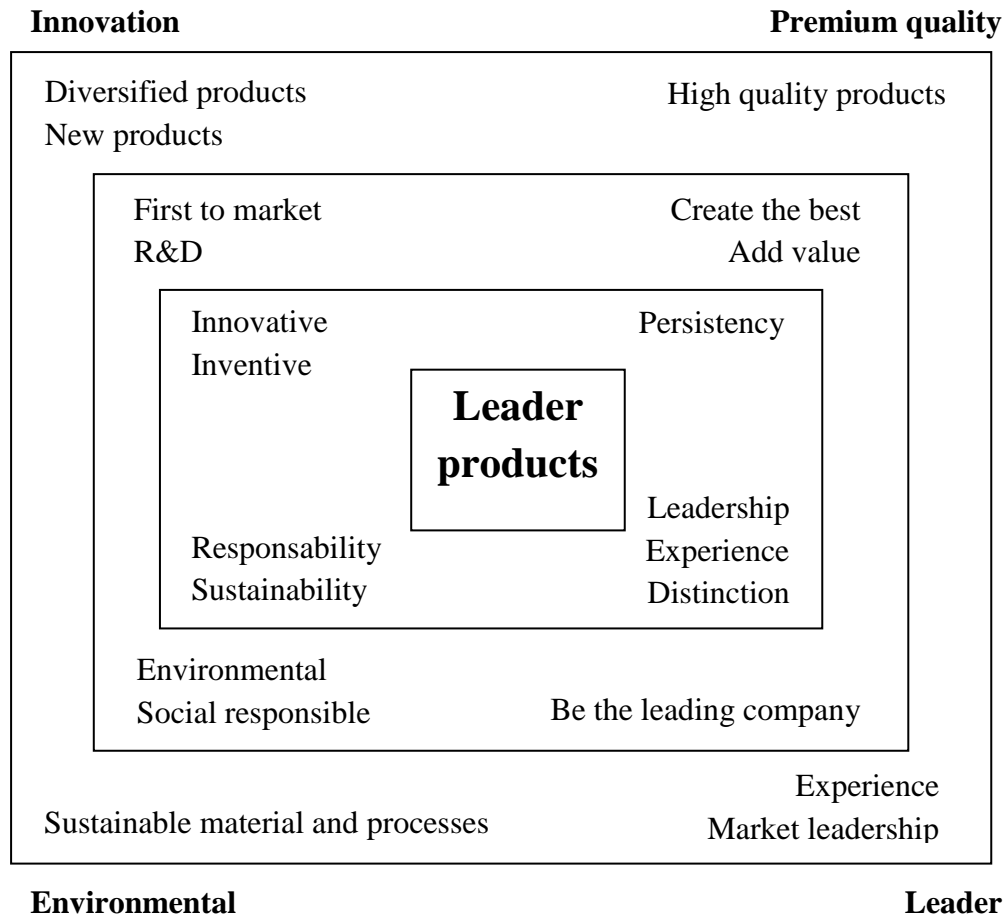 Innovation
Premium quality
Diversified products
New products
High quality products
First to market
R&D
Create the best
Add value
Innovative
Inventive
Persistency
Leader
products
Responsability
Sustainability
Leadership
Experience
Distinction
Environmental
Social responsible
Be the leading company
Sustainable material and processes
Experience
Market leadership
Environmental
Leader